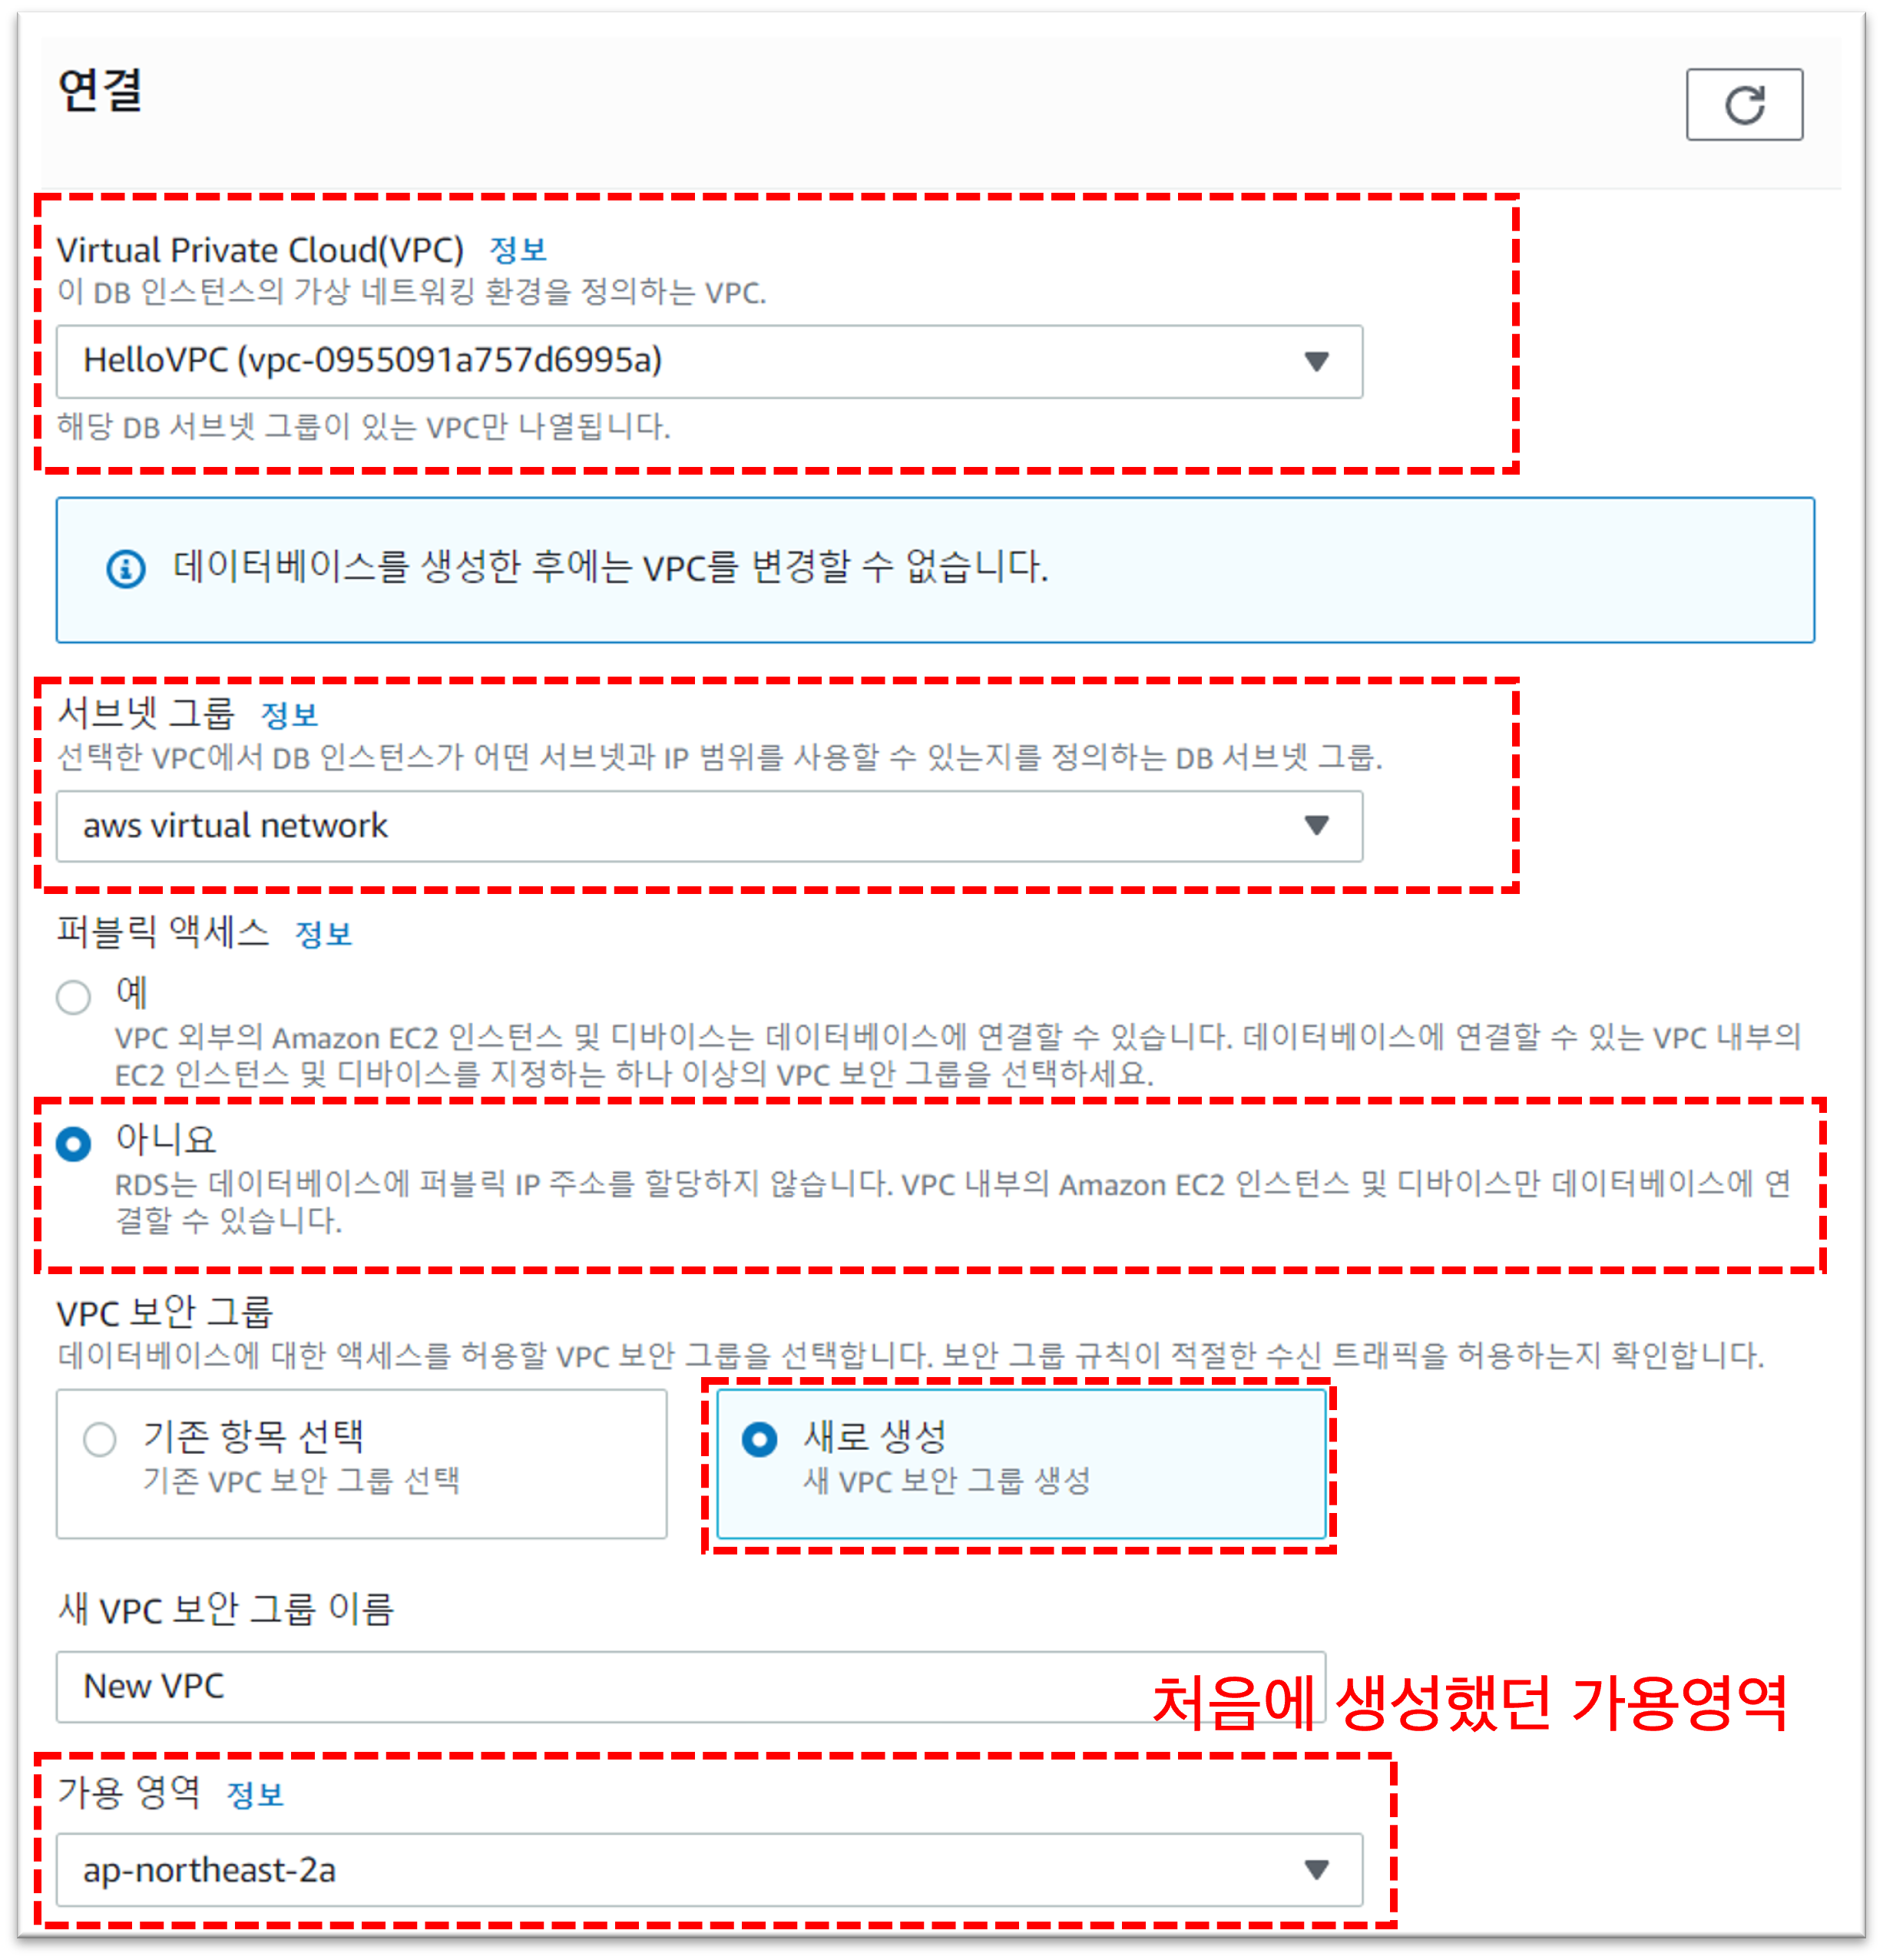 연결
Virtual Private Cloud(VPC) 정보
이 DB 인스턴스의 가상 네트워킹 환경을 정의하는 VPC.
HelloVPC (vpc-0955091a757d6995a)
해당 DB 서브넷 그룹이 있는 VPC만 나열됩니다.
데이터베이스를 생성한 후에는 VPC를 변경할 수 없습니다.
서브넷 그룹 정보
선택한 VPC에서 DB 인스턴스가 어떤 서브넷과 IP 범위를 사용할 수 있는지를 정의하는 DB 서브넷 그룹.
aws virtual network
퍼블릭 액세스 정보
예
VPC 외부의 Amazon EC2 인스턴스 및 디바이스는 데이터베이스에 연결할 수 있습니다. 데이터베이스에 연결할 수 있는 VPC 내부의
EC2 인스턴스 및 디바이스를 지정하는 하나 이상의 VPC 보안 그룹을 선택하세요.
아니요
RDS는 데이터베이스에 퍼블릭 IP 주소를 할당하지 않습니다. VPC 내부의 Amazon EC2 인스턴스 및 디바이스만 데이터베이스에 연
결할 수 있습니다.
VPC 보안 그룹
데이터베이스에 대한 액세스를 허용할 VPC 보안 그룹을 선택합니다. 보안 그룹 규칙이 적절한 수신 트래픽을 허용하는지 확인합니다.
기존 항목 선택
기존 VPC 보안 그룹 선택
새로 생성
새 VPC 보안 그룹 생성
새 VPC 보안 그룹 이름
New VPC
처음에 생성했던 가용영역
가용 영역 정보
ap-northeast-2a